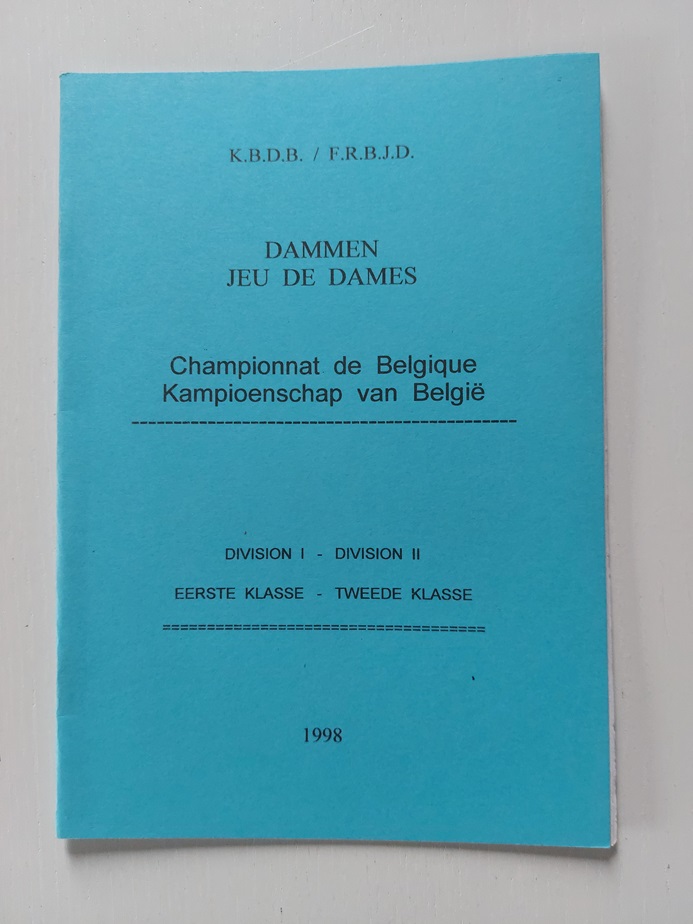 K.B.D.B. / F.R.B.J.D.
DAMMEN
JEU DE DAMES
Championnat de Belgique
Kampioenschap van België
----------------------------------------------
DIVISION I - DIVISION II
EERSTE KLASSE - TWEEDE KLASSE
====================================
1998